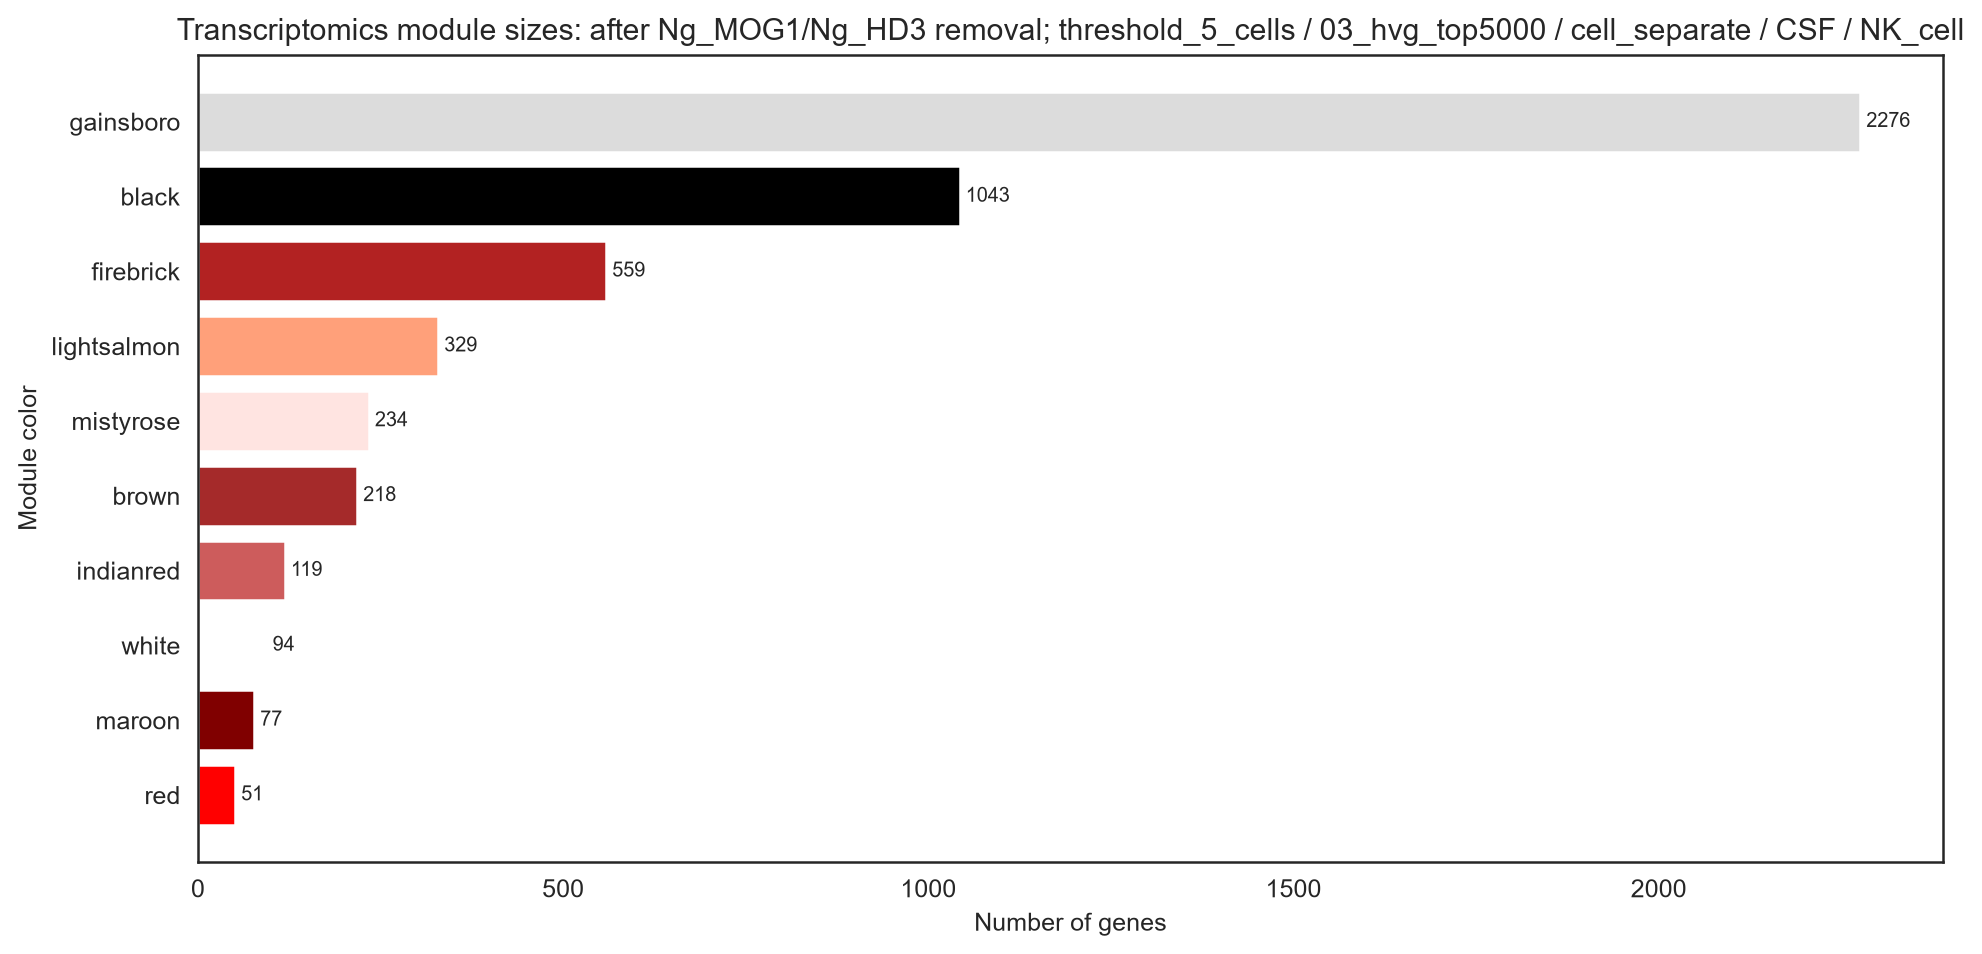 Transcriptomics module sizes: after Ng_MOG1/Ng_HD3 removal; threshold_5_cells / 03_hvg_top5000 / cell_separate / CSF / NK_cell
Module color
gainsboro 2276
black 1043
firebrick 559
lightsalmon 329
mistyrose 234
brown 218
indianred 119
white 94
maroon 77
red 51
0 500 1000 1500 2000
Number of genes